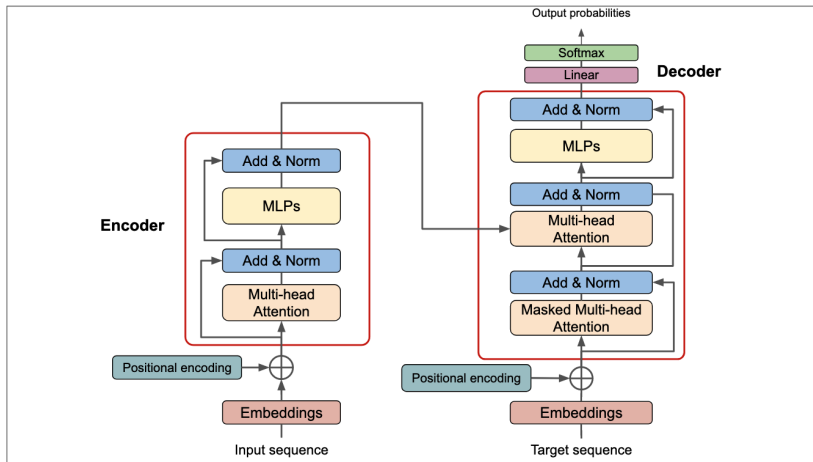 Output probabilities
Softmax
Linear
Decoder
Add & Norm
MLPs
Add & Norm
Multi-head
Attention
Add & Norm
Masked Multi-head
Attention
Positional encoding
Embeddings
Target sequence
Encoder
Add & Norm
MLPs
Add & Norm
Multi-head
Attention
Positional encoding
Embeddings
Input sequence